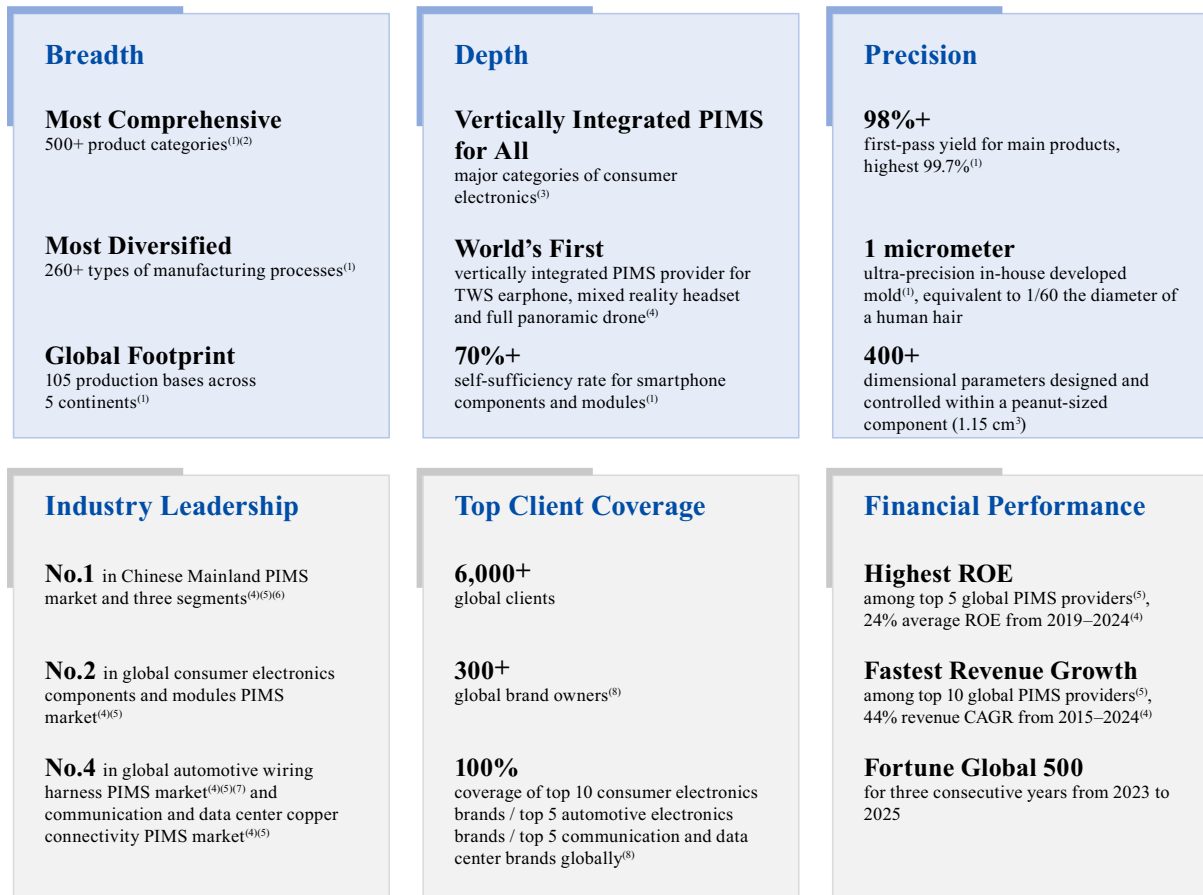 Breadth
Most Comprehensive
500+ product categories(1)(2)
Most Diversified
260+ types of manufacturing processes(1)
Global Footprint
105 production bases across
5 continents(1)
Depth
Vertically Integrated PIMS
for All
major categories of consumer
electronics(3)
World's First
vertically integrated PIMS provider for
TWS earphone, mixed reality headset
and full panoramic drone(4)
70%+
self-sufficiency rate for smartphone
components and modules(1)
Precision
98%+
first-pass yield for main products,
highest 99.7%(1)
1 micrometer
ultra-precision in-house developed
mold(1), equivalent to 1/60 the diameter of
a human hair
400+
dimensional parameters designed and
controlled within a peanut-sized
component (1.15 cm3)
Industry Leadership
No.1 in Chinese Mainland PIMS
market and three segments(4)(5)(6)
No.2 in global consumer electronics
components and modules PIMS
market(4)(5)
No.4 in global automotive wiring
harness PIMS market(4)(5)(7) and
communication and data center copper
connectivity PIMS market(4)(5)
Top Client Coverage
6,000+
global clients
300+
global brand owners(8)
100%
coverage of top 10 consumer electronics
brands / top 5 automotive electronics
brands / top 5 communication and data
center brands globally(8)
Financial Performance
Highest ROE
among top 5 global PIMS providers(5),
24% average ROE from 2019–2024(4)
Fastest Revenue Growth
among top 10 global PIMS providers(5),
44% revenue CAGR from 2015–2024(4)
Fortune Global 500
for three consecutive years from 2023 to
2025